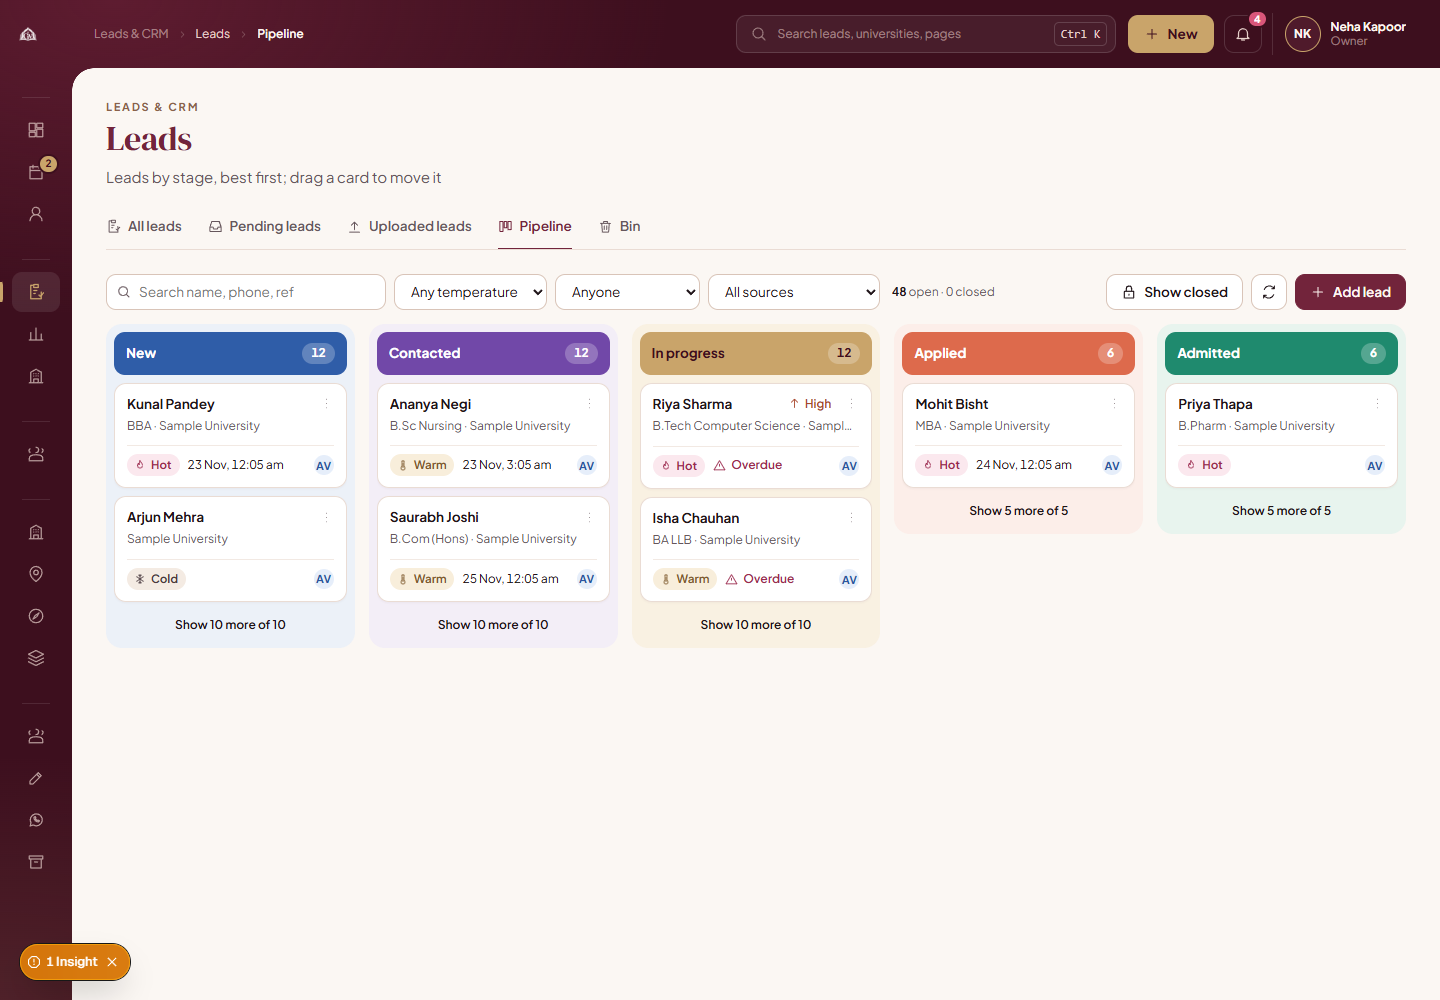 Leads & CRM > Leads > Pipeline
Search leads, universities, pages Ctrl K
+ New
4
NK Neha Kapoor
Owner
2
LEADS & CRM
Leads
Leads by stage, best first; drag a card to move it
All leads Pending leads Uploaded leads Pipeline Bin
Search name, phone, ref Any temperature Anyone All sources 48 open · 0 closed Show closed + Add lead
New 12
Kunal Pandey
BBA · Sample University
Hot 23 Nov, 12:05 am AV
Arjun Mehra
Sample University
Cold AV
Show 10 more of 10
Contacted 12
Ananya Negi
B.Sc Nursing · Sample University
Warm 23 Nov, 3:05 am AV
Saurabh Joshi
B.Com (Hons) · Sample University
Warm 25 Nov, 12:05 am AV
Show 10 more of 10
In progress 12
Riya Sharma High
B.Tech Computer Science · Sampl...
Hot Overdue AV
Isha Chauhan
BA LLB · Sample University
Warm Overdue AV
Show 10 more of 10
Applied 6
Mohit Bisht
MBA · Sample University
Hot 24 Nov, 12:05 am AV
Show 5 more of 5
Admitted 6
Priya Thapa
B.Pharm · Sample University
Hot AV
Show 5 more of 5
1 Insight